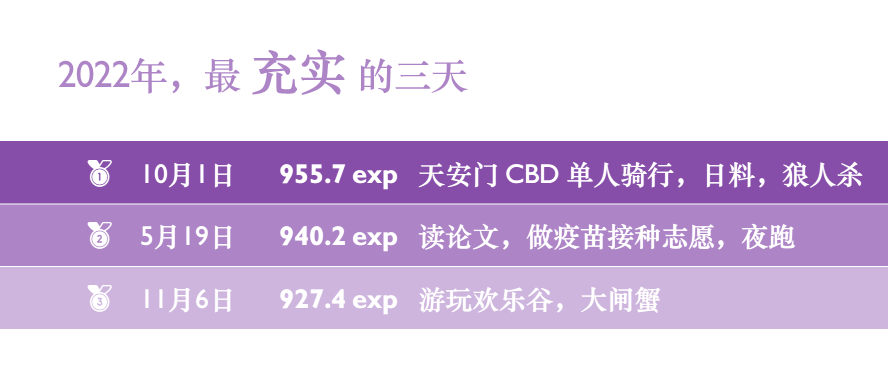 2022年，最 充实 的三天
1 10月1日 955.7 exp 天安门 CBD 单人骑行，日料，狼人杀
2 5月19日 940.2 exp 读论文，做疫苗接种志愿，夜跑
3 11月6日 927.4 exp 游玩欢乐谷，大闸蟹